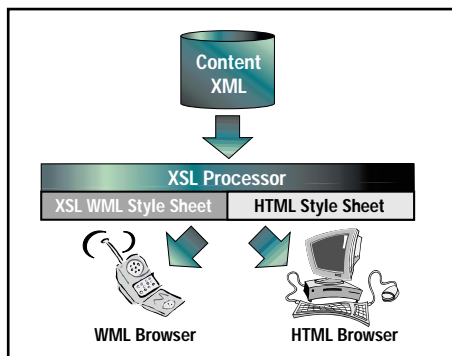 Content
XML
XSL Processor
XSL WML Style Sheet
HTML Style Sheet
WML Browser
HTML Browser